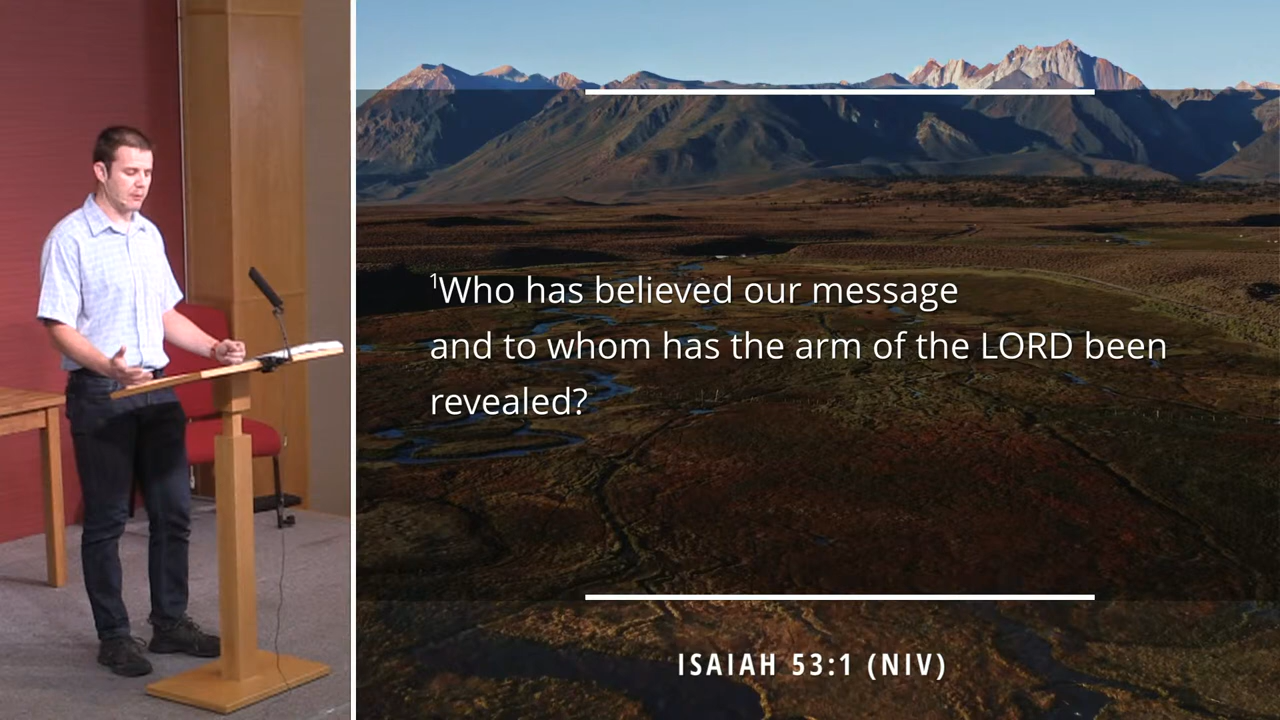 ¹Who has believed our message
and to whom has the arm of the LORD been
revealed?
ISAIAH 53:1 (NIV)